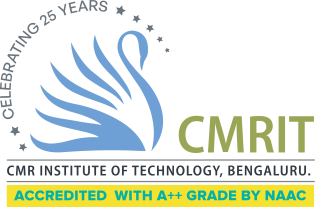 CELEBRATING 25 YEARS
CMRIT
CMR INSTITUTE OF TECHNOLOGY, BENGALURU.
ACCREDITED WITH A++ GRADE BY NAAC